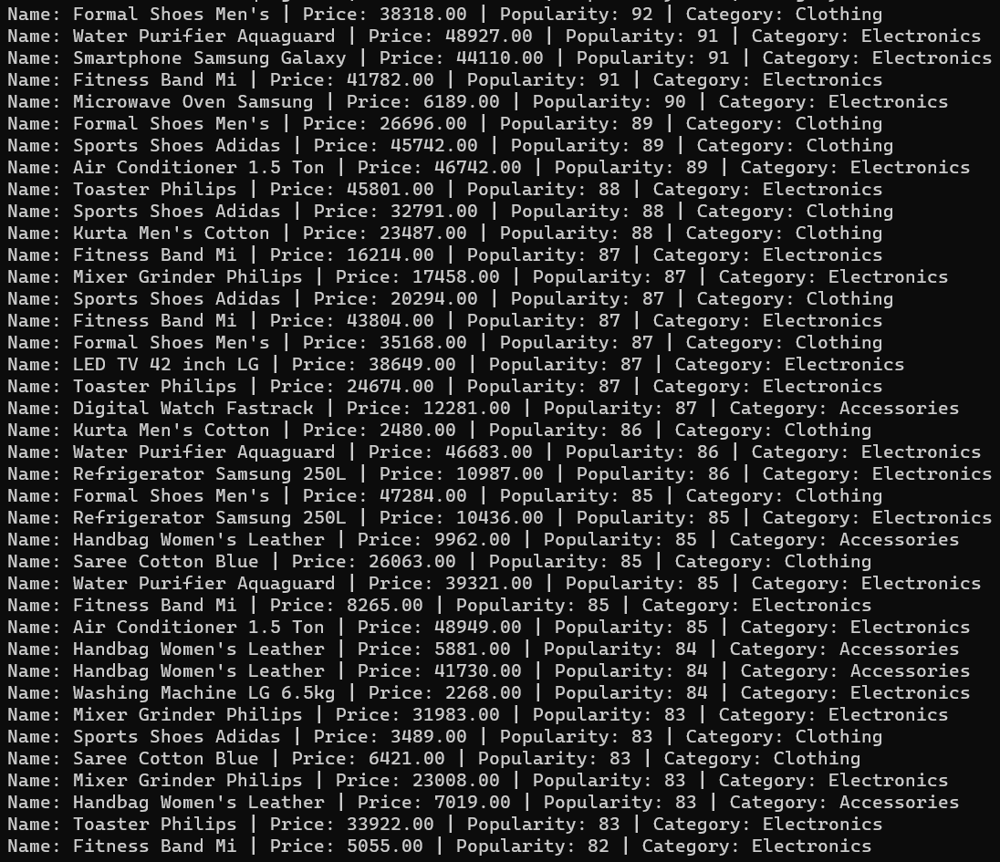 Name: Formal Shoes Men's | Price: 38318.00 | Popularity: 92 | Category: Clothing
Name: Water Purifier Aquaguard | Price: 48927.00 | Popularity: 91 | Category: Electronics
Name: Smartphone Samsung Galaxy | Price: 44110.00 | Popularity: 91 | Category: Electronics
Name: Fitness Band Mi | Price: 41782.00 | Popularity: 91 | Category: Electronics
Name: Microwave Oven Samsung | Price: 6189.00 | Popularity: 90 | Category: Electronics
Name: Formal Shoes Men's | Price: 26696.00 | Popularity: 89 | Category: Clothing
Name: Sports Shoes Adidas | Price: 45742.00 | Popularity: 89 | Category: Clothing
Name: Air Conditioner 1.5 Ton | Price: 46742.00 | Popularity: 89 | Category: Electronics
Name: Toaster Philips | Price: 45801.00 | Popularity: 88 | Category: Electronics
Name: Sports Shoes Adidas | Price: 32791.00 | Popularity: 88 | Category: Clothing
Name: Kurta Men's Cotton | Price: 23487.00 | Popularity: 88 | Category: Clothing
Name: Fitness Band Mi | Price: 16214.00 | Popularity: 87 | Category: Electronics
Name: Mixer Grinder Philips | Price: 17458.00 | Popularity: 87 | Category: Electronics
Name: Sports Shoes Adidas | Price: 20294.00 | Popularity: 87 | Category: Clothing
Name: Fitness Band Mi | Price: 43804.00 | Popularity: 87 | Category: Electronics
Name: Formal Shoes Men's | Price: 35168.00 | Popularity: 87 | Category: Clothing
Name: LED TV 42 inch LG | Price: 38649.00 | Popularity: 87 | Category: Electronics
Name: Toaster Philips | Price: 24674.00 | Popularity: 87 | Category: Electronics
Name: Digital Watch Fastrack | Price: 12281.00 | Popularity: 87 | Category: Accessories
Name: Kurta Men's Cotton | Price: 2480.00 | Popularity: 86 | Category: Clothing
Name: Water Purifier Aquaguard | Price: 46683.00 | Popularity: 86 | Category: Electronics
Name: Refrigerator Samsung 250L | Price: 10987.00 | Popularity: 86 | Category: Electronics
Name: Formal Shoes Men's | Price: 47284.00 | Popularity: 85 | Category: Clothing
Name: Refrigerator Samsung 250L | Price: 10436.00 | Popularity: 85 | Category: Electronics
Name: Handbag Women's Leather | Price: 9962.00 | Popularity: 85 | Category: Accessories
Name: Saree Cotton Blue | Price: 26063.00 | Popularity: 85 | Category: Clothing
Name: Water Purifier Aquaguard | Price: 39321.00 | Popularity: 85 | Category: Electronics
Name: Fitness Band Mi | Price: 8265.00 | Popularity: 85 | Category: Electronics
Name: Air Conditioner 1.5 Ton | Price: 48949.00 | Popularity: 85 | Category: Electronics
Name: Handbag Women's Leather | Price: 5881.00 | Popularity: 84 | Category: Accessories
Name: Handbag Women's Leather | Price: 41730.00 | Popularity: 84 | Category: Accessories
Name: Washing Machine LG 6.5kg | Price: 2268.00 | Popularity: 84 | Category: Electronics
Name: Mixer Grinder Philips | Price: 31983.00 | Popularity: 83 | Category: Electronics
Name: Sports Shoes Adidas | Price: 3489.00 | Popularity: 83 | Category: Clothing
Name: Saree Cotton Blue | Price: 6421.00 | Popularity: 83 | Category: Clothing
Name: Mixer Grinder Philips | Price: 23008.00 | Popularity: 83 | Category: Electronics
Name: Handbag Women's Leather | Price: 7019.00 | Popularity: 83 | Category: Accessories
Name: Toaster Philips | Price: 33922.00 | Popularity: 83 | Category: Electronics
Name: Fitness Band Mi | Price: 5055.00 | Popularity: 82 | Category: Electronics